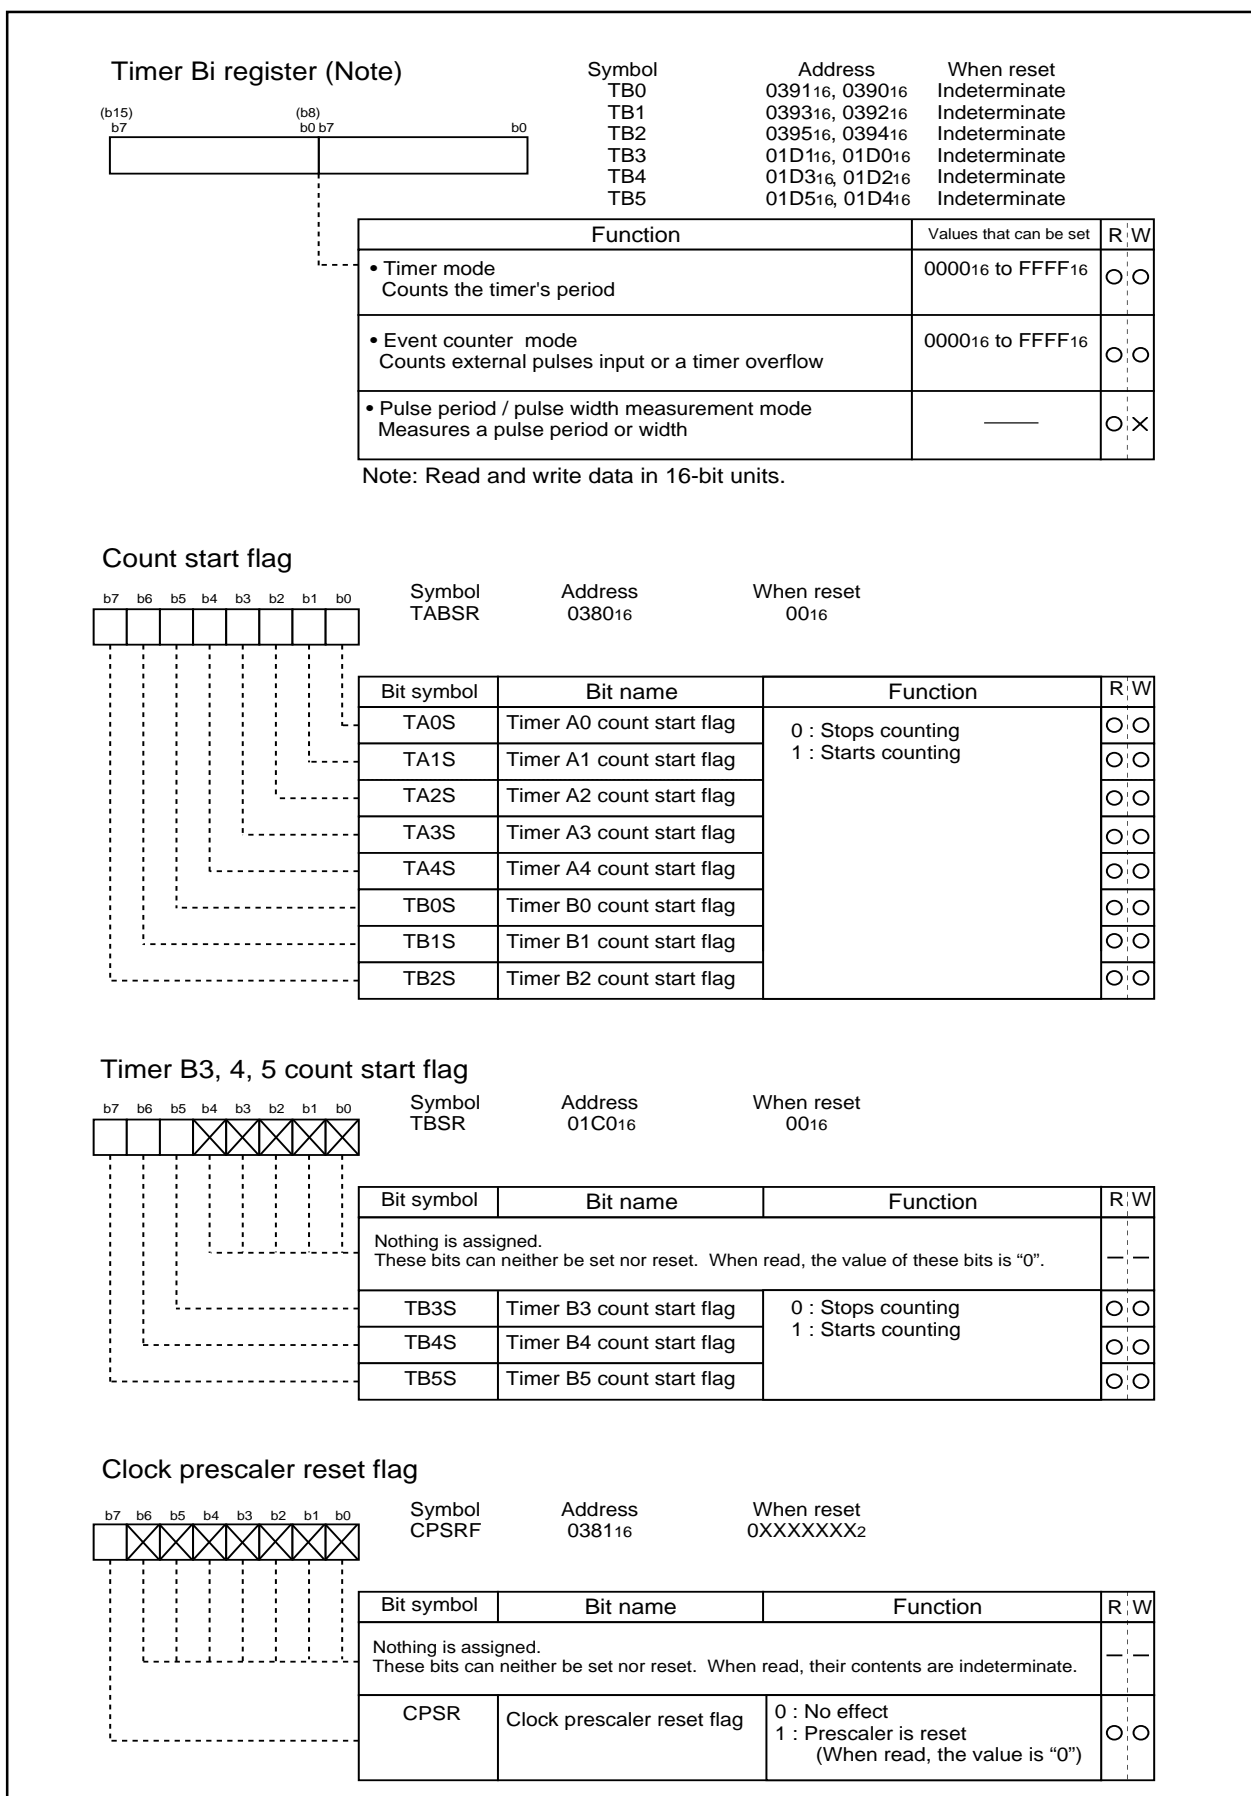 Timer Bi register (Note)
Symbol Address When reset
TB0 039116, 039016 Indeterminate
TB1 039316, 039216 Indeterminate
TB2 039516, 039416 Indeterminate
TB3 01D116, 01D016 Indeterminate
TB4 01D316, 01D216 Indeterminate
TB5 01D516, 01D416 Indeterminate
(b15) (b8)
b7 b0 b7 b0
Function Values that can be set R W
• Timer mode 000016 to FFFF16
Counts the timer's period
• Event counter mode 000016 to FFFF16
Counts external pulses input or a timer overflow
• Pulse period / pulse width measurement mode
Measures a pulse period or width
Note: Read and write data in 16-bit units.
Count start flag
Symbol Address When reset
TABSR 038016 0016
b7 b6 b5 b4 b3 b2 b1 b0
Bit symbol Bit name Function R W
TA0S Timer A0 count start flag 0 : Stops counting
TA1S Timer A1 count start flag 1 : Starts counting
TA2S Timer A2 count start flag
TA3S Timer A3 count start flag
TA4S Timer A4 count start flag
TB0S Timer B0 count start flag
TB1S Timer B1 count start flag
TB2S Timer B2 count start flag
Timer B3, 4, 5 count start flag
Symbol Address When reset
TBSR 01C016 0016
b7 b6 b5 b4 b3 b2 b1 b0
Bit symbol Bit name Function R W
Nothing is assigned.
These bits can neither be set nor reset. When read, the value of these bits is “0”.
TB3S Timer B3 count start flag 0 : Stops counting
TB4S Timer B4 count start flag 1 : Starts counting
TB5S Timer B5 count start flag
Clock prescaler reset flag
Symbol Address When reset
CPSRF 038116 0XXXXXXX2
b7 b6 b5 b4 b3 b2 b1 b0
Bit symbol Bit name Function R W
Nothing is assigned.
These bits can neither be set nor reset. When read, their contents are indeterminate.
CPSR Clock prescaler reset flag 0 : No effect
1 : Prescaler is reset
(When read, the value is “0”)